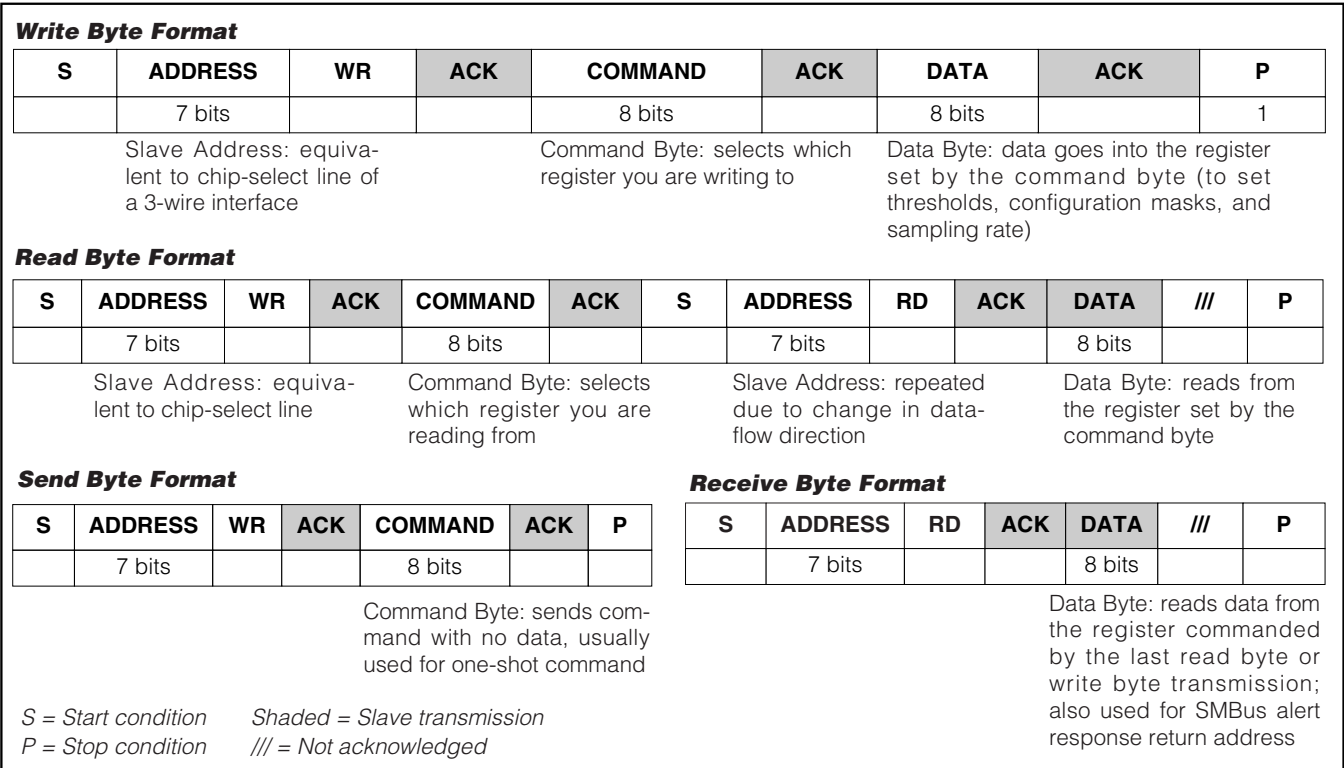 Write Byte Format
S ADDRESS WR ACK COMMAND ACK DATA ACK P
7 bits 8 bits 8 bits 1
Slave Address: equiva-
lent to chip-select line of
a 3-wire interface
Command Byte: selects which
register you are writing to
Data Byte: data goes into the register
set by the command byte (to set
thresholds, configuration masks, and
sampling rate)
Read Byte Format
S ADDRESS WR ACK COMMAND ACK S ADDRESS RD ACK DATA /// P
7 bits 8 bits 7 bits 8 bits
Slave Address: equiva-
lent to chip-select line
Command Byte: selects
which register you are
reading from
Slave Address: repeated
due to change in data-
flow direction
Data Byte: reads from
the register set by the
command byte
Send Byte Format
S ADDRESS WR ACK COMMAND ACK P
7 bits 8 bits
Command Byte: sends com-
mand with no data, usually
used for one-shot command
Receive Byte Format
S ADDRESS RD ACK DATA /// P
7 bits 8 bits
Data Byte: reads data from
the register commanded
by the last read byte or
write byte transmission;
also used for SMBus alert
response return address
S = Start condition Shaded = Slave transmission
P = Stop condition /// = Not acknowledged